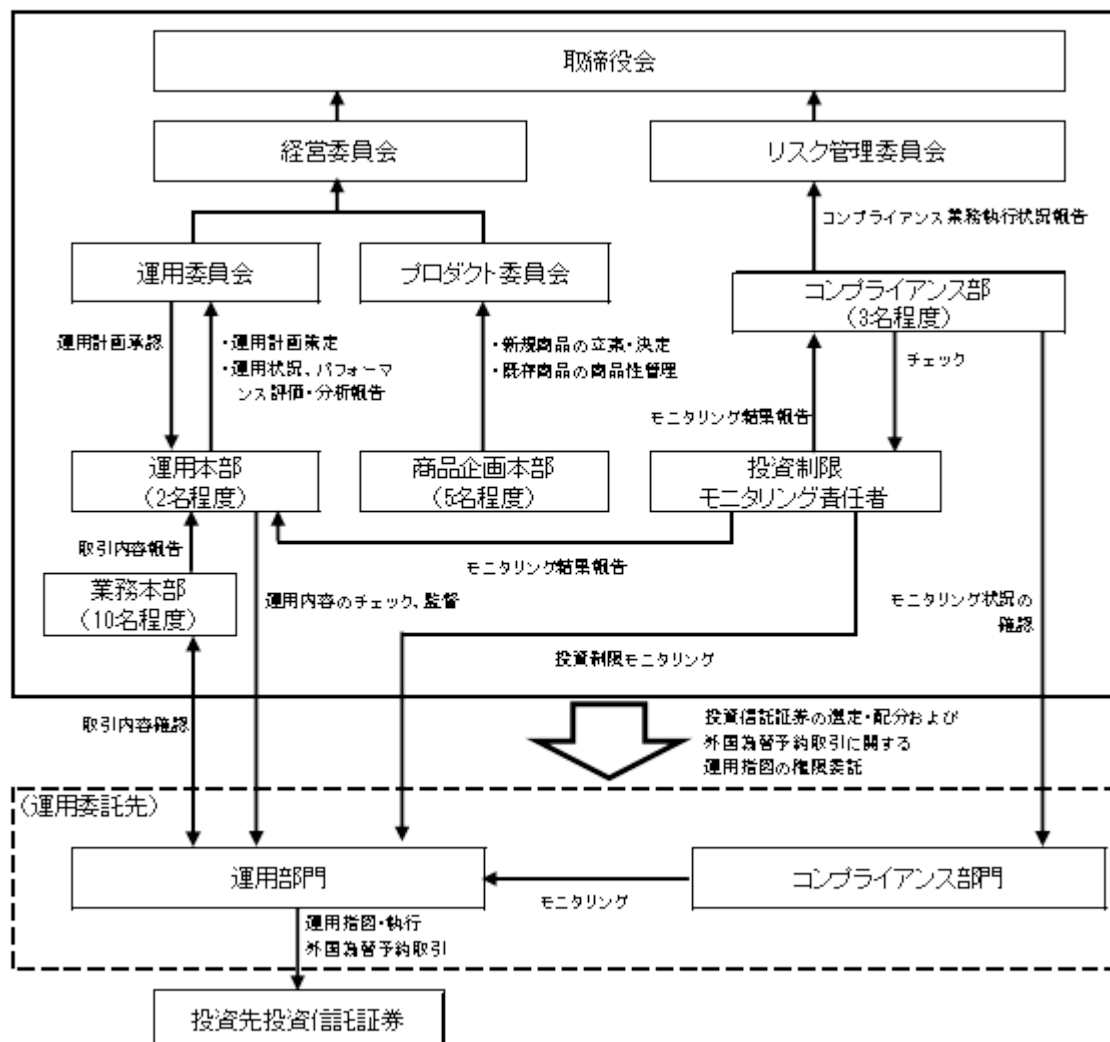 取締役会
経営委員会
リスク管理委員会
コンプライアンス業務執行状況報告
運用委員会
プロダクト委員会
コンプライアンス部
(3名程度)
運用計画承認
・運用計画策定
・運用状況、パフォーマ
ンス評価・分析報告
・新規商品の立案・決定
・既存商品の商品性管理
チェック
モニタリング結果報告
運用本部
(2名程度)
商品企画本部
(5名程度)
投資制限
モニタリング責任者
取引内容報告
モニタリング結果報告
業務本部
(10名程度)
運用内容のチェック、監督
モニタリング状況の
確認
投資制限モニタリング
取引内容確認
投資信託証券の選定・配分および
外国為替予約取引に関する
運用指図の権限委託
(運用委託先)
運用部門
コンプライアンス部門
モニタリング
運用指図・執行
外国為替予約取引
投資先投資信託証券